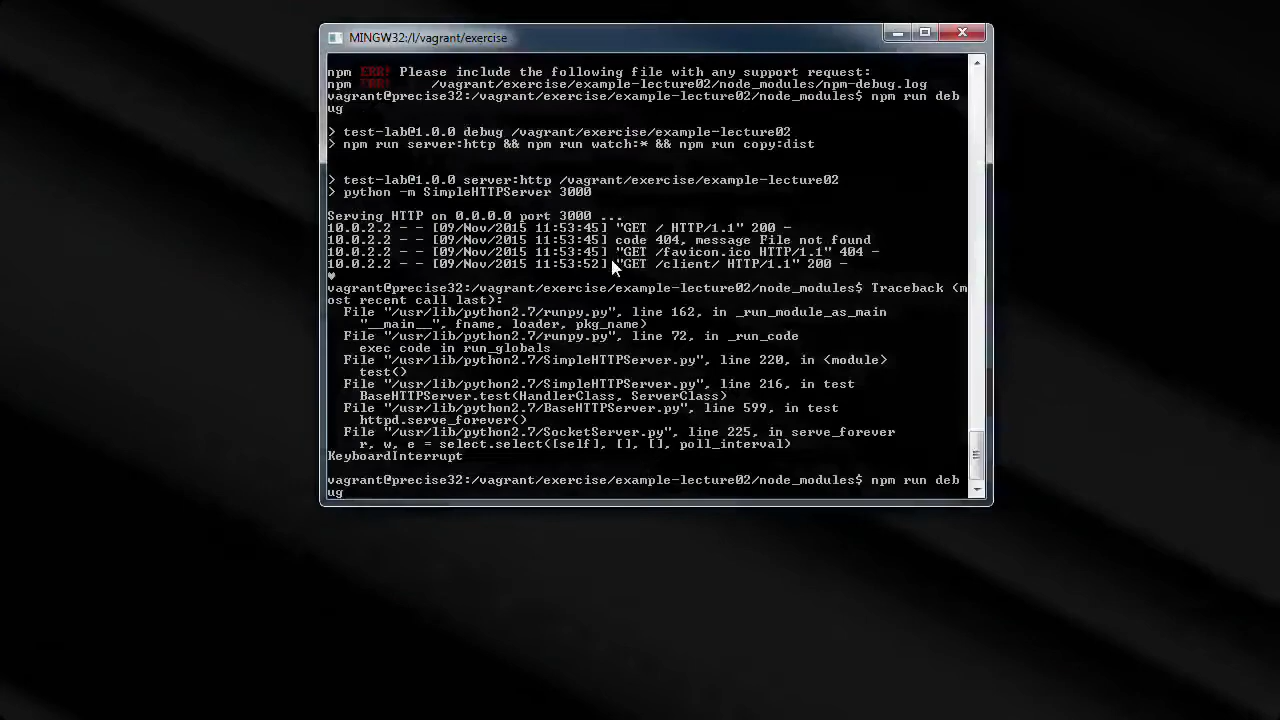 MINGW32:/l/vagrant/exercise
npm ERR! Please include the following file with any support request:
npm ERR!     /vagrant/exercise/example-lecture02/node_modules/npm-debug.log
vagrant@precise32:/vagrant/exercise/example-lecture02/node_modules$ npm run deb
ug
> test-lab@1.0.0 debug /vagrant/exercise/example-lecture02
> npm run server:http && npm run watch:* && npm run copy:dist
> test-lab@1.0.0 server:http /vagrant/exercise/example-lecture02
> python -m SimpleHTTPServer 3000
Serving HTTP on 0.0.0.0 port 3000 ...
10.0.2.2 - - [09/Nov/2015 11:53:45] "GET / HTTP/1.1" 200 -
10.0.2.2 - - [09/Nov/2015 11:53:45] code 404, message File not found
10.0.2.2 - - [09/Nov/2015 11:53:45] "GET /favicon.ico HTTP/1.1" 404 -
10.0.2.2 - - [09/Nov/2015 11:53:52] "GET /client/ HTTP/1.1" 200 -
♥
vagrant@precise32:/vagrant/exercise/example-lecture02/node_modules$ Traceback (m
ost recent call last):
  File "/usr/lib/python2.7/runpy.py", line 162, in _run_module_as_main
    "__main__", fname, loader, pkg_name)
  File "/usr/lib/python2.7/runpy.py", line 72, in _run_code
    exec code in run_globals
  File "/usr/lib/python2.7/SimpleHTTPServer.py", line 220, in <module>
    test()
  File "/usr/lib/python2.7/SimpleHTTPServer.py", line 216, in test
    BaseHTTPServer.test(HandlerClass, ServerClass)
  File "/usr/lib/python2.7/BaseHTTPServer.py", line 599, in test
    httpd.serve_forever()
  File "/usr/lib/python2.7/SocketServer.py", line 225, in serve_forever
    r, w, e = select.select([self], [], [], poll_interval)
KeyboardInterrupt
vagrant@precise32:/vagrant/exercise/example-lecture02/node_modules$ npm run deb
ug